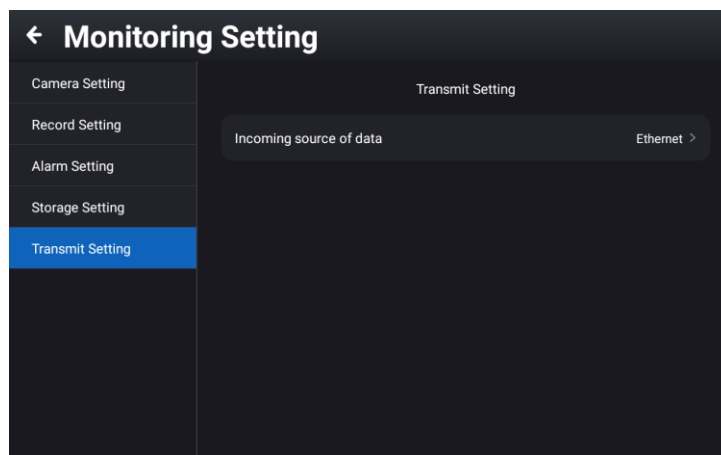 Monitoring Setting
Camera Setting
Record Setting
Alarm Setting
Storage Setting
Transmit Setting
Transmit Setting
Incoming source of data Ethernet >